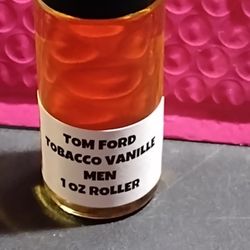 TOM FORD
TOBACCO VANILLE
MEN
1 OZ ROLLER